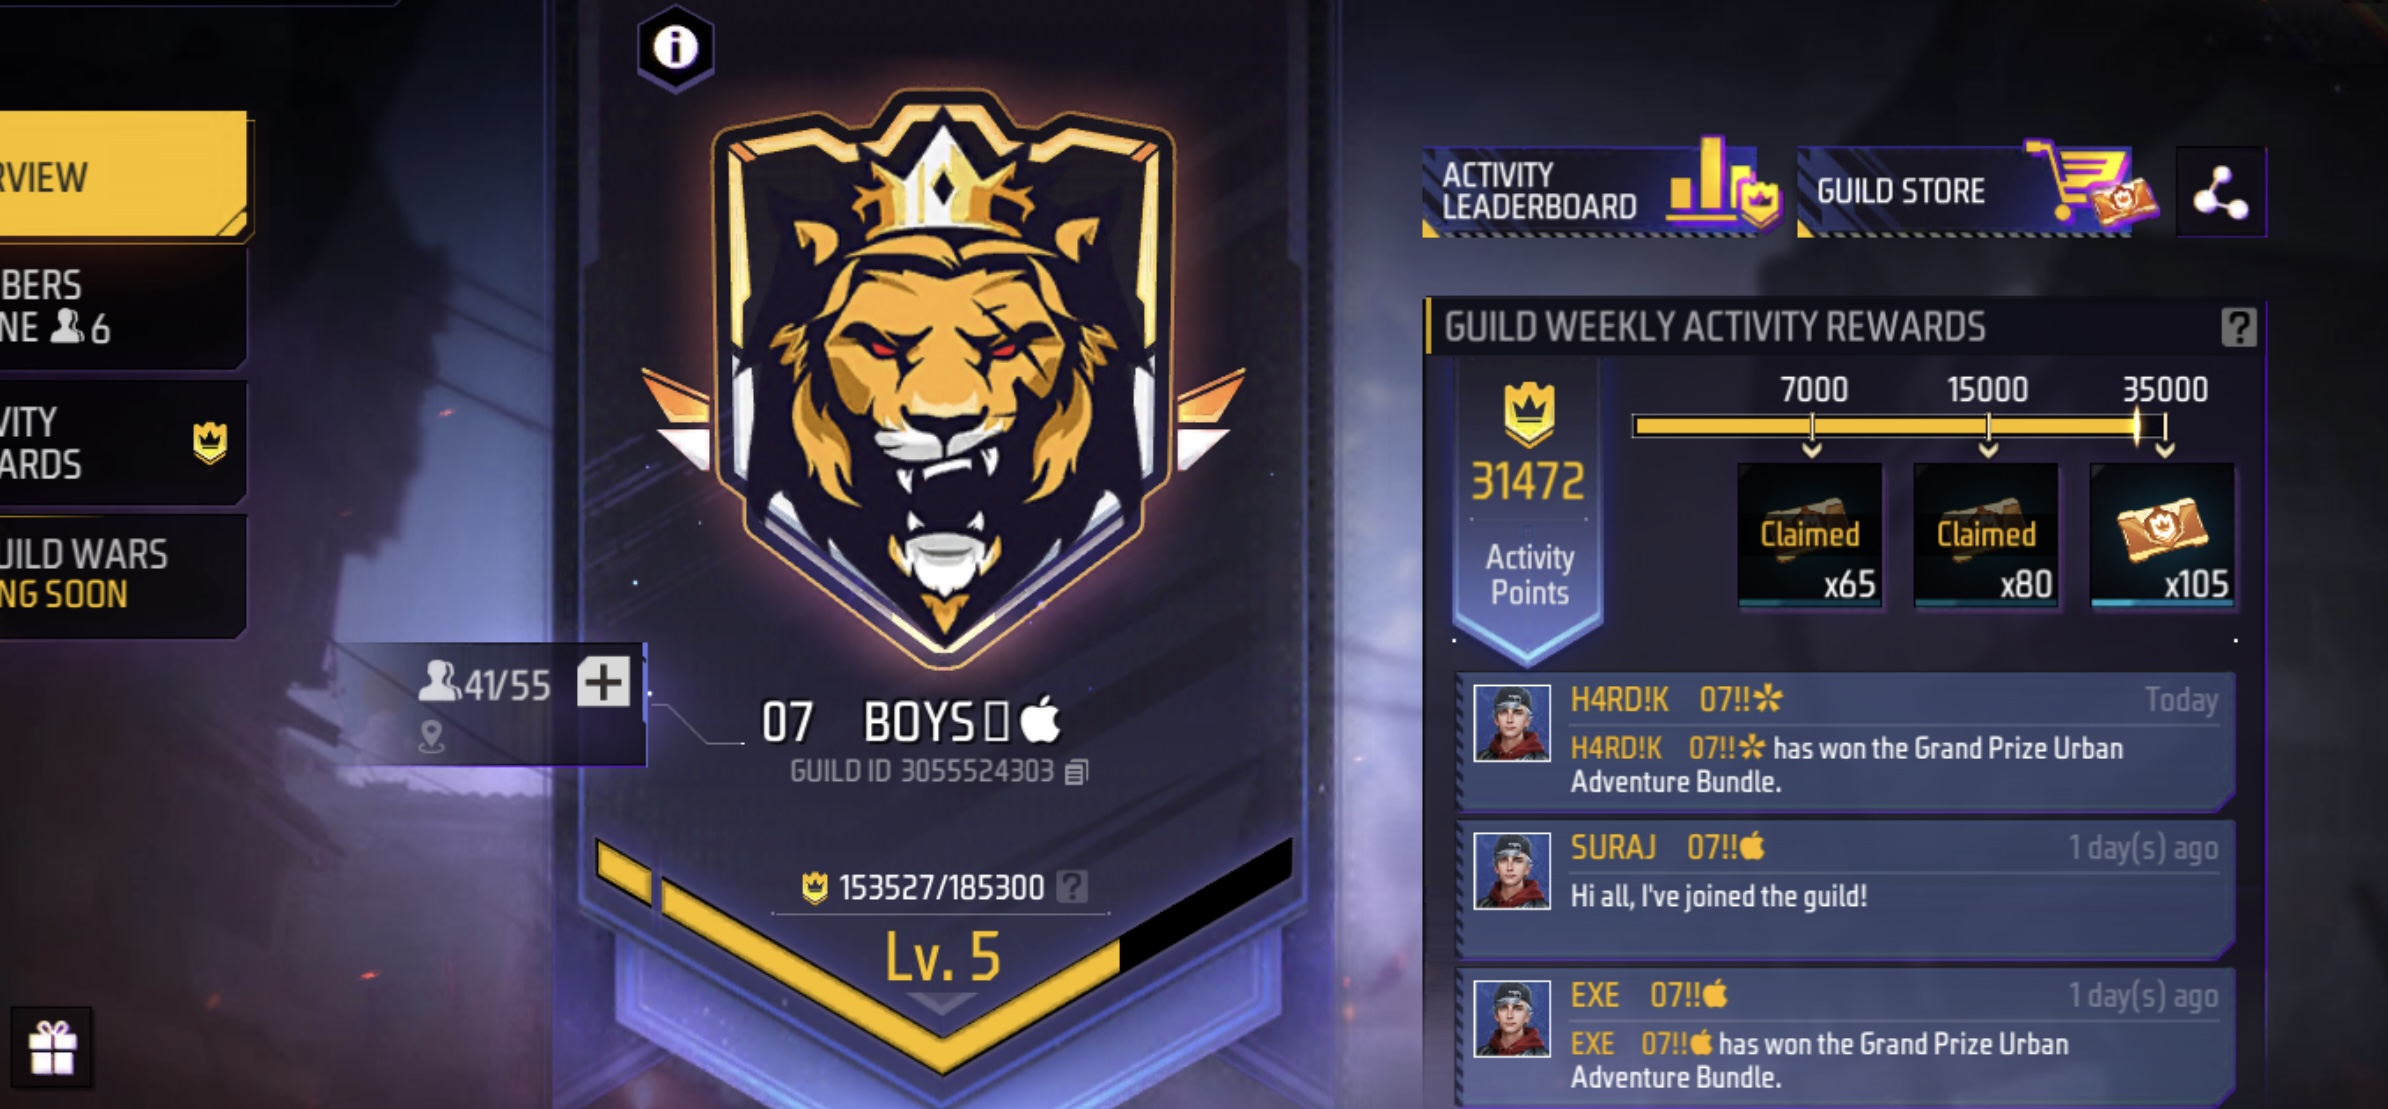 RVIEW
BERS
NE 6
VITY
ARDS
UILD WARS
NG SOON
41/55
07 BOYS
GUILD ID 3055524303
153527/185300
Lv. 5
ACTIVITY
LEADERBOARD
GUILD STORE
GUILD WEEKLY ACTIVITY REWARDS
?
7000 15000 35000
31472
Activity
Points
Claimed
x65
Claimed
x80
x105
H4RD!K 07!! Today
H4RD!K 07!! has won the Grand Prize Urban
Adventure Bundle.
SURAJ 07!! 1 day(s) ago
Hi all, I've joined the guild!
EXE 07!! 1 day(s) ago
EXE 07!! has won the Grand Prize Urban
Adventure Bundle.